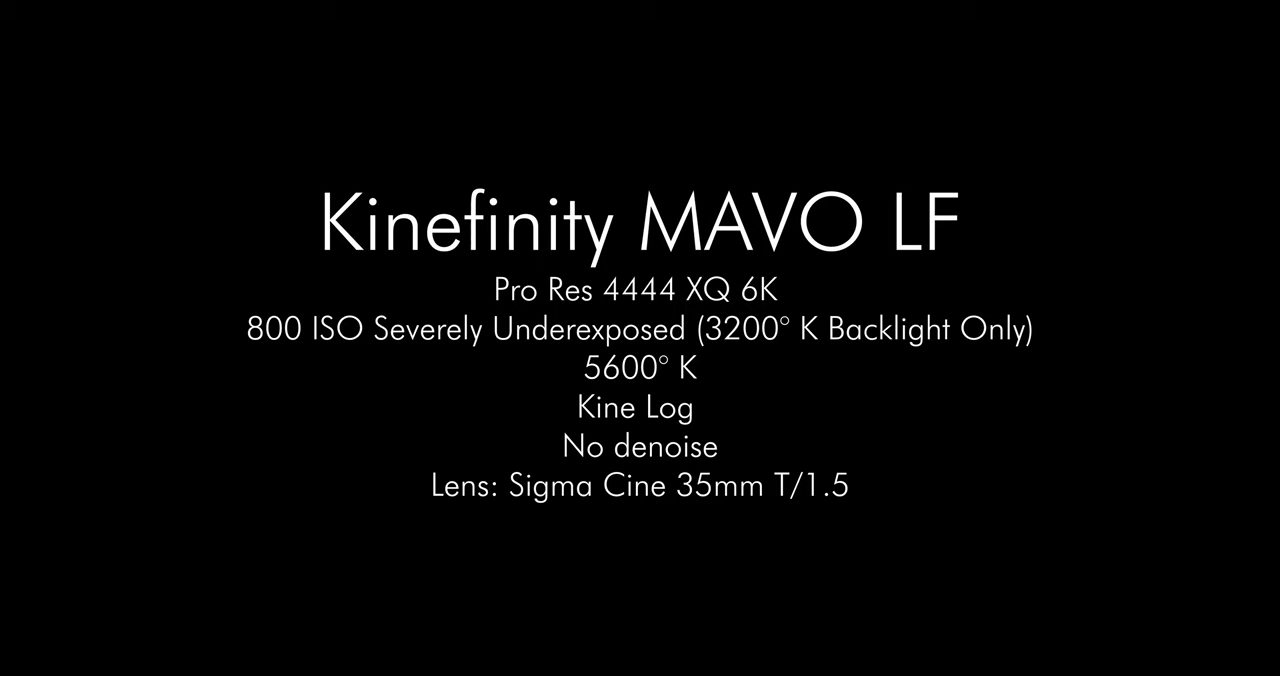 Kinefinity MAVO LF
Pro Res 4444 XQ 6K
800 ISO Severely Underexposed (3200° K Backlight Only)
5600° K
Kine Log
No denoise
Lens: Sigma Cine 35mm T/1.5